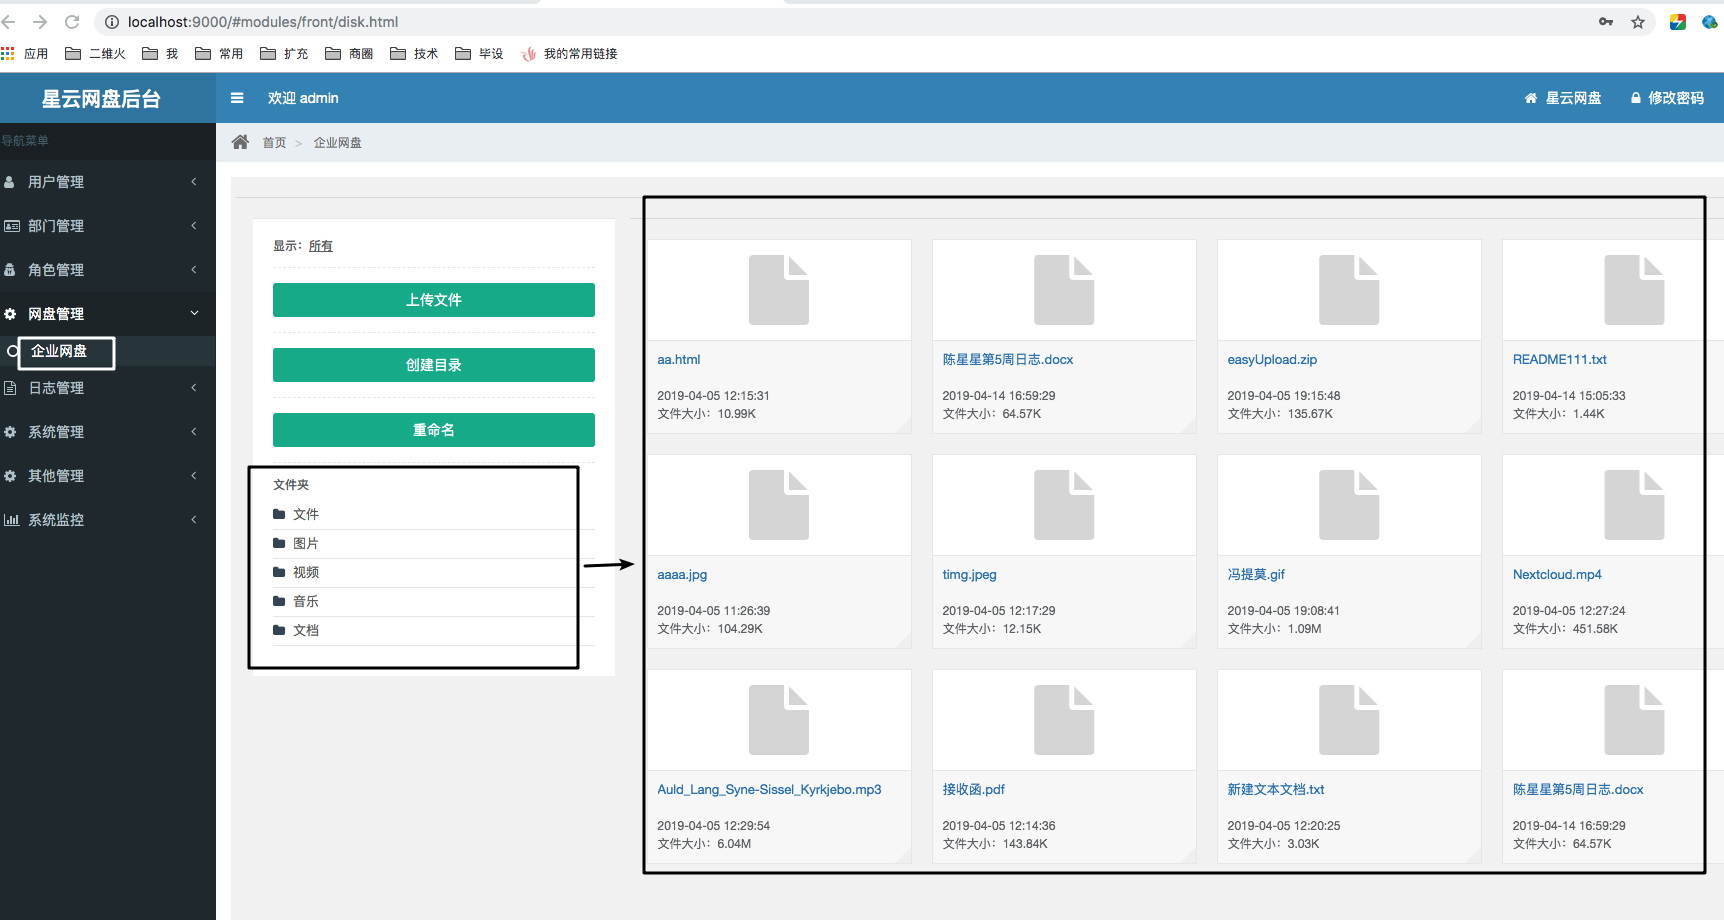 localhost:9000/#modules/front/disk.html
应用 二维火 我 常用 扩充 商圈 技术 毕设 我的常用链接
星云网盘后台
欢迎 admin
星云网盘 修改密码
导航菜单
首页 > 企业网盘
用户管理
部门管理
角色管理
网盘管理
企业网盘
日志管理
系统管理
其他管理
系统监控
显示：所有
上传文件
创建目录
重命名
文件夹
文件
图片
视频
音乐
文档
aa.html
2019-04-05 12:15:31
文件大小：10.99K
陈星星第5周日志.docx
2019-04-14 16:59:29
文件大小：64.57K
easyUpload.zip
2019-04-05 19:15:48
文件大小：135.67K
README111.txt
2019-04-14 15:05:33
文件大小：1.44K
aaaa.jpg
2019-04-05 11:26:39
文件大小：104.29K
timg.jpeg
2019-04-05 12:17:29
文件大小：12.15K
冯提莫.gif
2019-04-05 19:08:41
文件大小：1.09M
Nextcloud.mp4
2019-04-05 12:27:24
文件大小：451.58K
Auld_Lang_Syne-Sissel_Kyrkjebo.mp3
2019-04-05 12:29:54
文件大小：6.04M
接收函.pdf
2019-04-05 12:14:36
文件大小：143.84K
新建文本文档.txt
2019-04-05 12:20:25
文件大小：3.03K
陈星星第5周日志.docx
2019-04-14 16:59:29
文件大小：64.57K